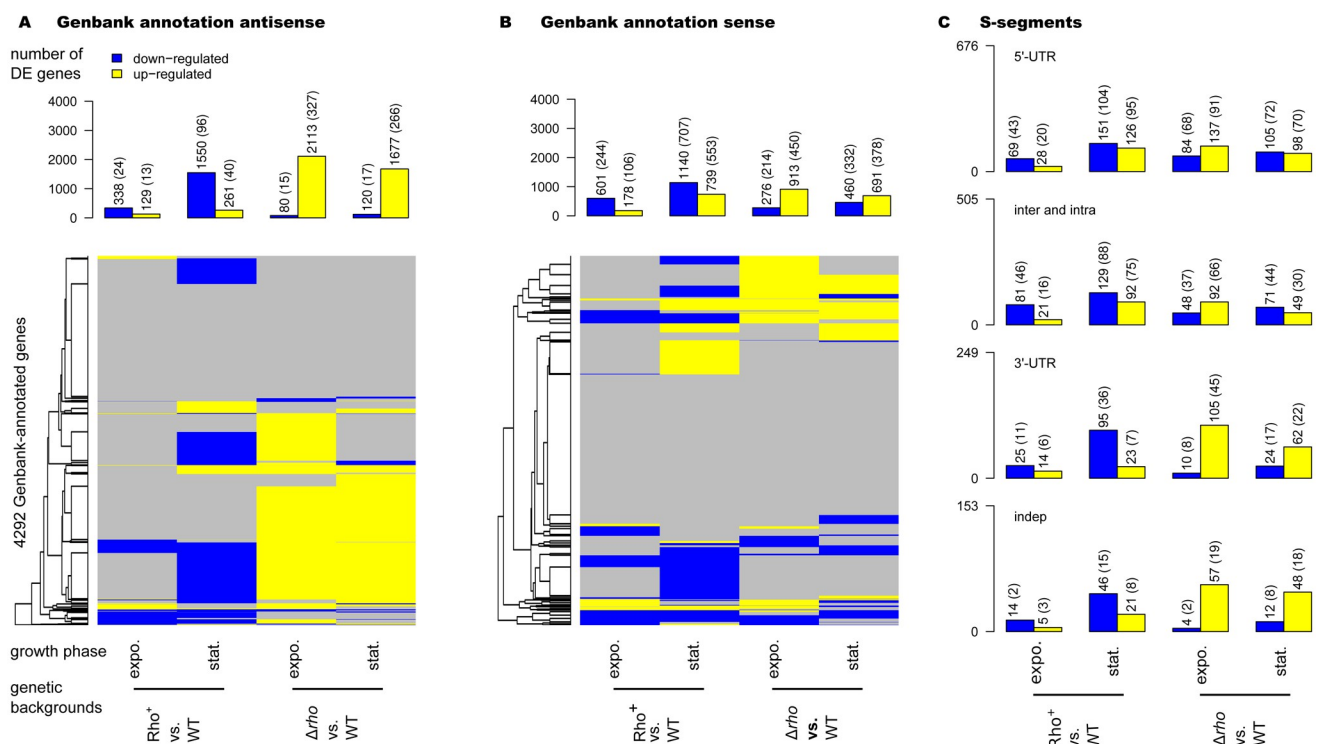 A Genbank annotation antisense
number of
DE genes
down-regulated
up-regulated
4000
3000
2000
1000
0
338 (24)
129 (13)
1550 (96)
261 (40)
80 (15)
2113 (327)
120 (17)
1677 (266)
4292 Genbank-annotated genes
growth phase
expo.
stat.
expo.
stat.
genetic
backgrounds
Rho+
vs.
WT
Δrho
vs.
WT
B Genbank annotation sense
4000
3000
2000
1000
0
601 (244)
178 (106)
1140 (707)
739 (553)
276 (214)
913 (450)
460 (332)
691 (378)
expo.
stat.
expo.
stat.
Rho+
vs.
WT
Δrho
vs.
WT
C S-segments
676
0
5'-UTR
69 (43)
28 (20)
151 (104)
126 (95)
84 (68)
137 (91)
105 (72)
98 (70)
505
0
inter and intra
81 (46)
21 (16)
129 (88)
92 (75)
48 (37)
92 (66)
71 (44)
49 (30)
249
0
3'-UTR
25 (11)
14 (6)
95 (36)
23 (7)
10 (8)
105 (45)
24 (17)
62 (22)
153
0
indep
14 (2)
5 (3)
46 (15)
21 (8)
4 (2)
57 (19)
12 (8)
48 (18)
expo.
stat.
expo.
stat.
Rho+
vs.
WT
Δrho
vs.
WT